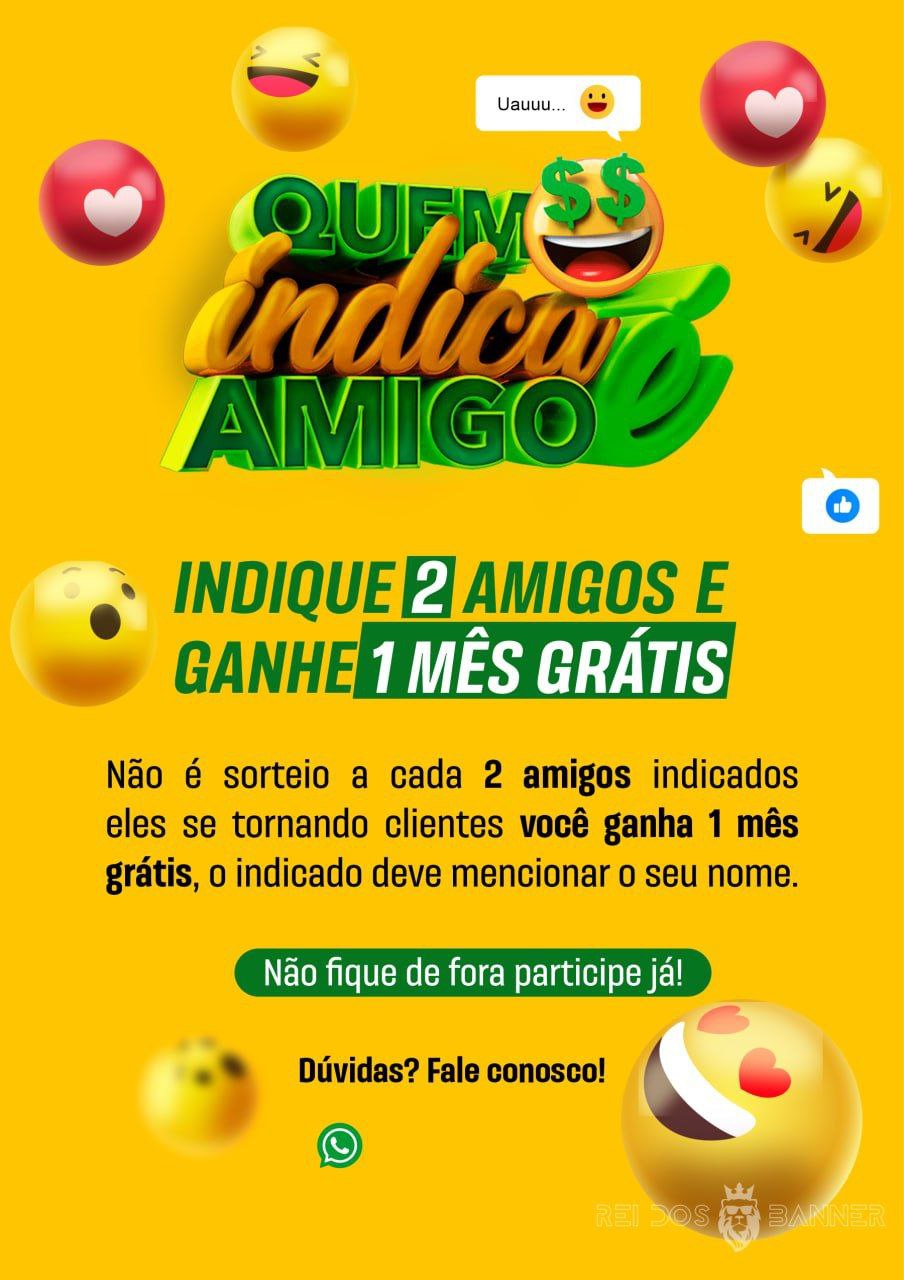 Uauuu...
QUEM
indica
é
AMIGO
INDIQUE 2 AMIGOS E
GANHE 1 MÊS GRÁTIS
Não é sorteio a cada 2 amigos indicados
eles se tornando clientes você ganha 1 mês
grátis, o indicado deve mencionar o seu nome.
Não fique de fora participe já!
Dúvidas? Fale conosco!
REI DOS BANNER